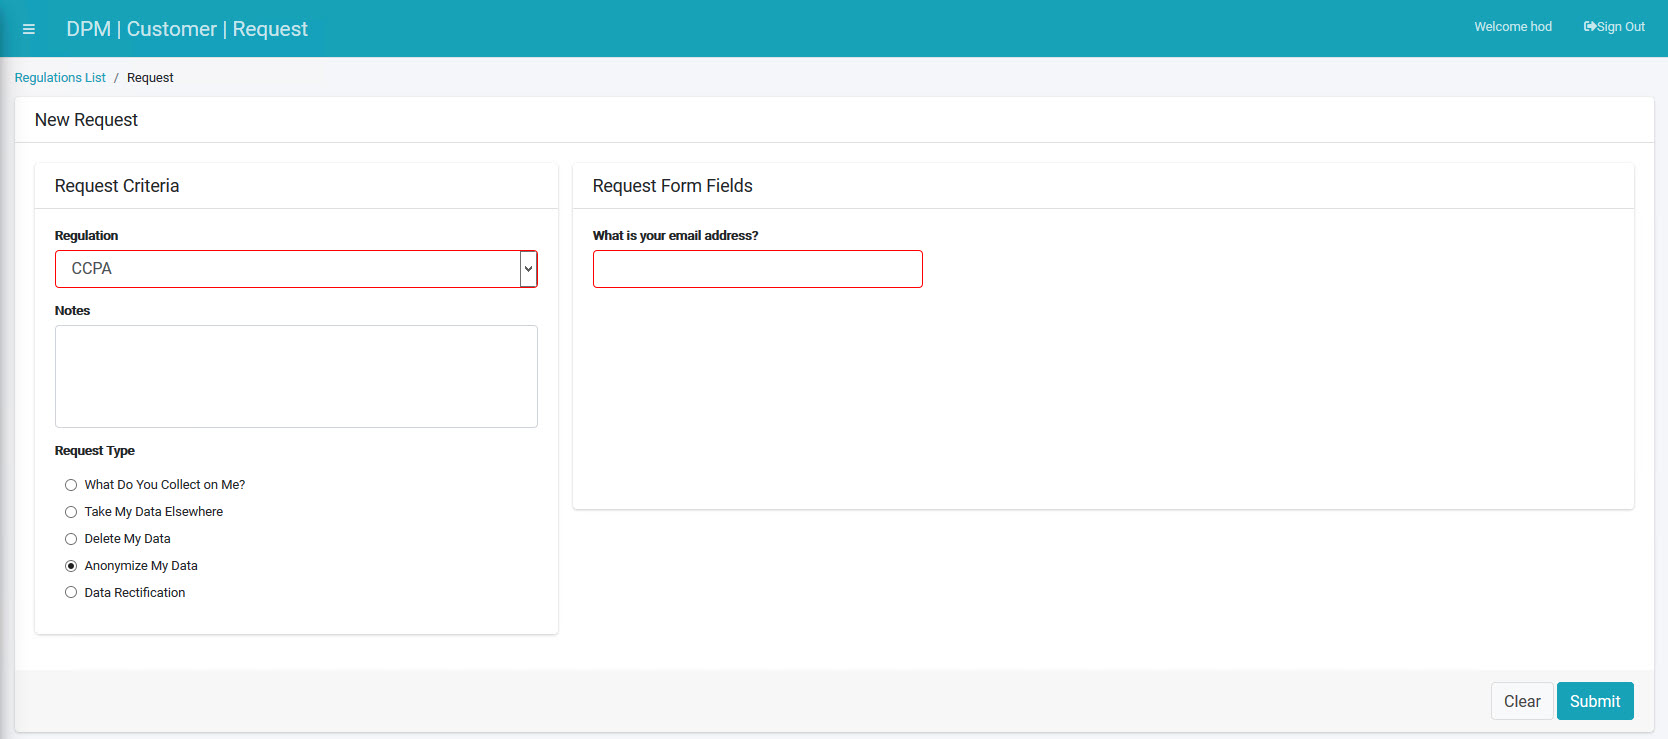 DPM | Customer | Request
Welcome hod
Sign Out
Regulations List / Request
New Request
Request Criteria
Regulation
CCPA
Notes
Request Type
What Do You Collect on Me?
Take My Data Elsewhere
Delete My Data
Anonymize My Data
Data Rectification
Request Form Fields
What is your email address?
Clear
Submit